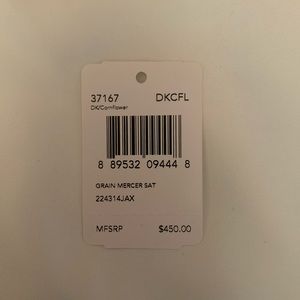 37167 DKCFL
DK/Cornflower
8 89532 09444 8
GRAIN MERCER SAT
224314JAX
MFSRP $450.00